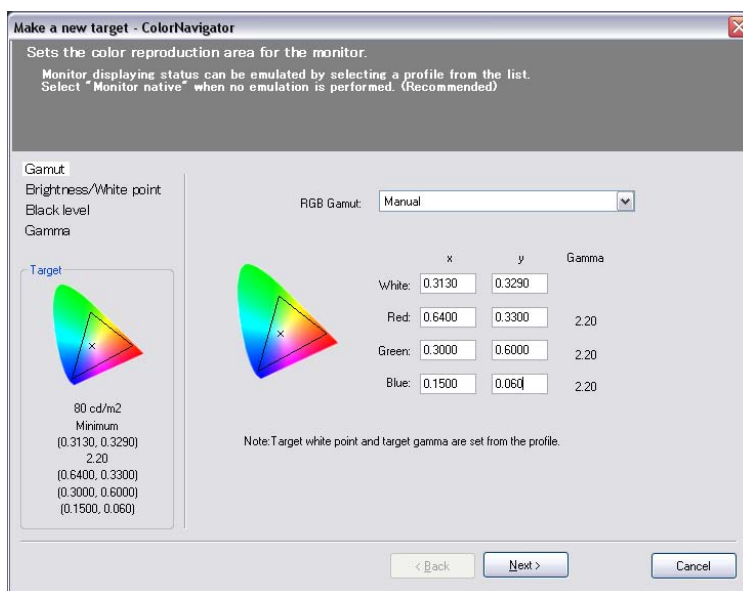 Make a new target - ColorNavigator
Sets the color reproduction area for the monitor.
Monitor displaying status can be emulated by selecting a profile from the list.
Select "Monitor native" when no emulation is performed. (Recommended)
Gamut
Brightness/White point
Black level
Gamma
Target
80 cd/m2
Minimum
(0.3130, 0.3290)
2.20
(0.6400, 0.3300)
(0.3000, 0.6000)
(0.1500, 0.060)
RGB Gamut: Manual
x y Gamma
White: 0.3130 0.3290
Red: 0.6400 0.3300 2.20
Green: 0.3000 0.6000 2.20
Blue: 0.1500 0.060 2.20
Note:Target white point and target gamma are set from the profile.
< Back Next > Cancel